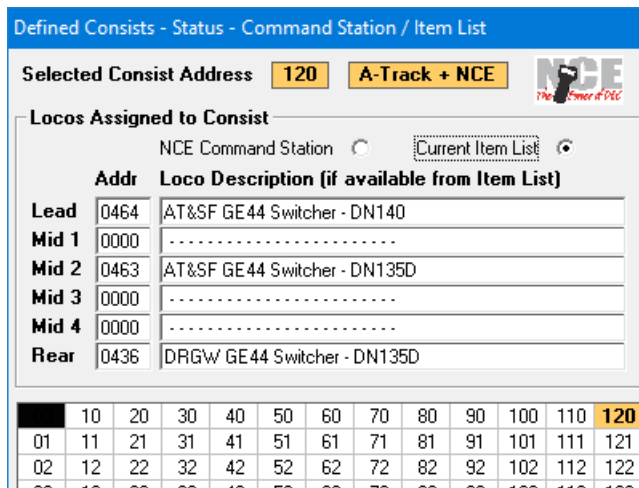 Defined Consists - Status - Command Station / Item List
Selected Consist Address 120 A-Track + NCE
NCE
The Power of DCC
Locos Assigned to Consist
NCE Command Station Current Item List
Addr Loco Description (if available from Item List)
Lead 0464 AT&SF GE44 Switcher - DN140
Mid 1 0000 - - - - - - - - - - - - - - - - - - - - - - - -
Mid 2 0463 AT&SF GE44 Switcher - DN135D
Mid 3 0000 - - - - - - - - - - - - - - - - - - - - - - - -
Mid 4 0000 - - - - - - - - - - - - - - - - - - - - - - - -
Rear 0436 DRGW GE44 Switcher - DN135D
10 20 30 40 50 60 70 80 90 100 110 120
01 11 21 31 41 51 61 71 81 91 101 111 121
02 12 22 32 42 52 62 72 82 92 102 112 122